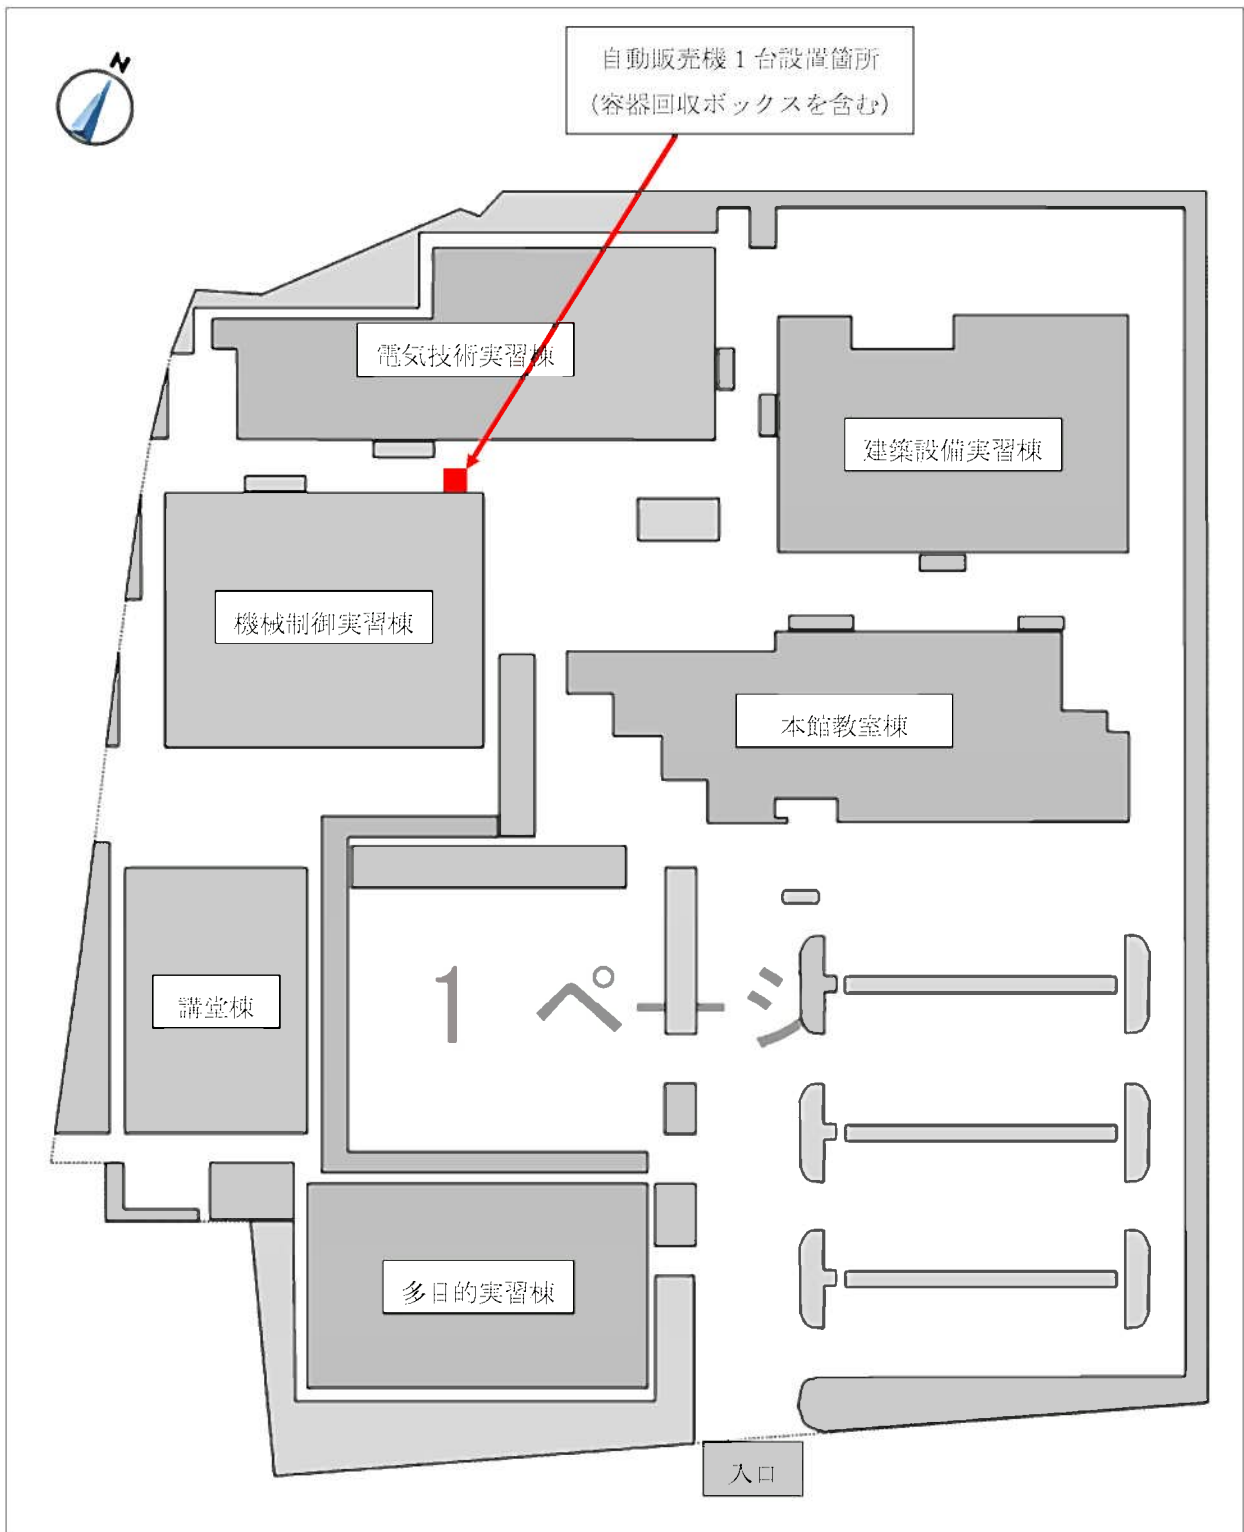 N
自動販売機1台設置箇所
(容器回収ボックスを含む)
電気技術実習棟
建築設備実習棟
機械制御実習棟
本館教室棟
講堂棟
1 ページ
多目的実習棟
入口